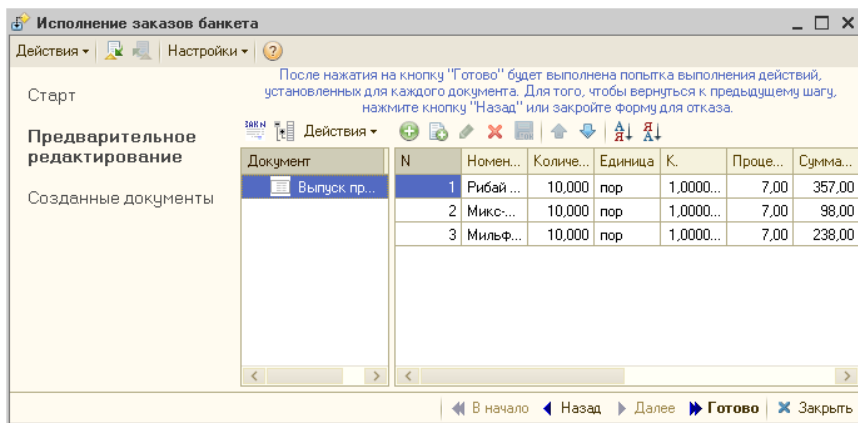 Исполнение заказов банкета
Действия Настройки
После нажатия на кнопку "Готово" будет выполнена попытка выполнения действий,
установленных для каждого документа. Для того, чтобы вернуться к предыдущему шагу,
нажмите кнопку "Назад" или закройте форму для отказа.
Старт
Предварительное
редактирование
Созданные документы
Действия
Документ
Выпуск пр...
N Номен... Количе... Единица К. Проце... Сумма...
1 Рибай ... 10,000 пор 1,0000... 7,00 357,00
2 Микс-... 10,000 пор 1,0000... 7,00 98,00
3 Мильф... 10,000 пор 1,0000... 7,00 238,00
В начало Назад Далее Готово Закрыть